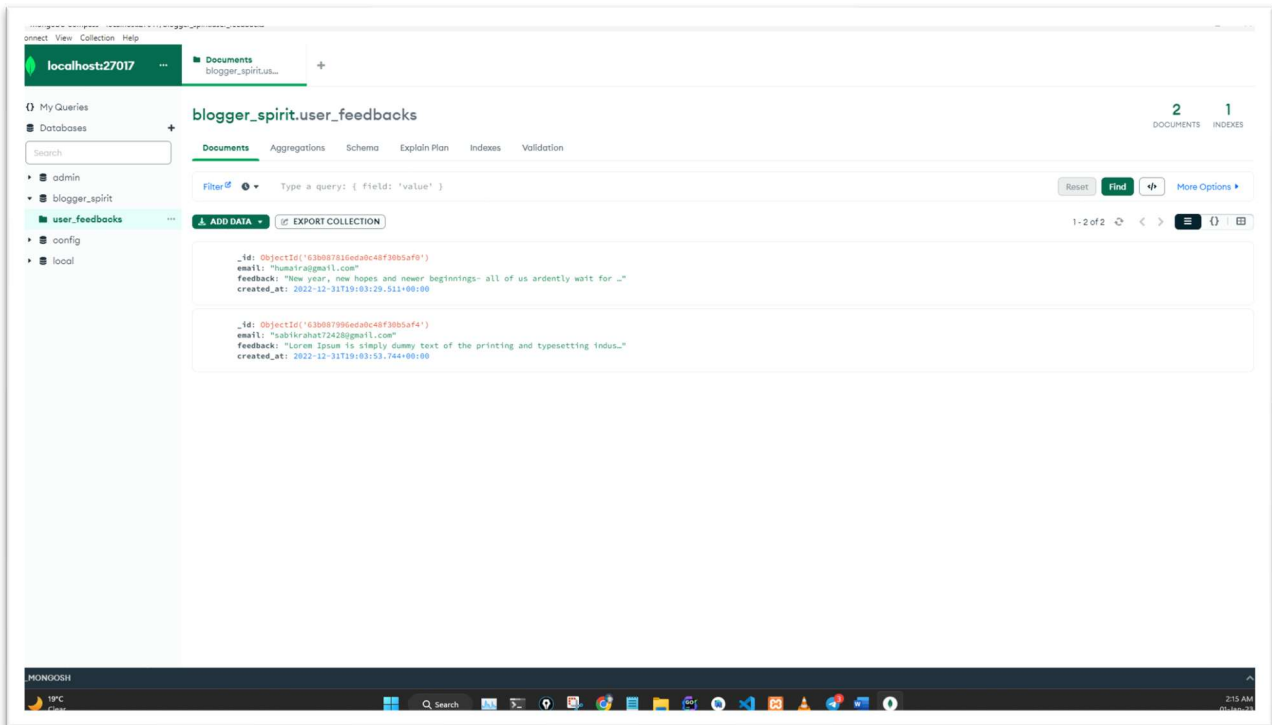 onnect View Collection Help
localhost:27017 ...
Documents
blogger_spirit.us...
+
{} My Queries
Databases +
Search
admin
blogger_spirit
user_feedbacks ...
config
local
blogger_spirit.user_feedbacks
2 1
DOCUMENTS INDEXES
Documents Aggregations Schema Explain Plan Indexes Validation
Filter Type a query: { field: 'value' } Reset Find </> More Options
ADD DATA EXPORT COLLECTION 1 - 2 of 2 {}
_id: ObjectId('63b087816eda0c48f30b5af0')
email: "humaira@gmail.com"
feedback: "New year, new hopes and newer beginnings- all of us ardently wait for …"
created_at: 2022-12-31T19:03:29.511+00:00
_id: ObjectId('63b087996eda0c48f30b5af4')
email: "sabikrahat72428@gmail.com"
feedback: "Lorem Ipsum is simply dummy text of the printing and typesetting indus…"
created_at: 2022-12-31T19:03:53.744+00:00
_MONGOSH
19°C
Clear
Search
2:15 AM
01-Jan-23